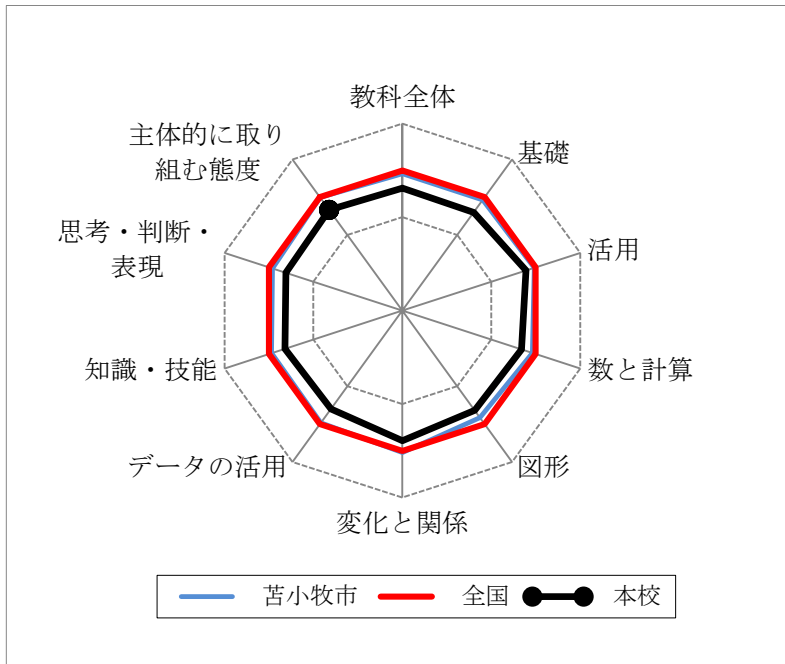 教科全体
基礎
活用
数と計算
図形
変化と関係
データの活用
知識・技能
思考・判断・
表現
主体的に取り
組む態度
苫小牧市
全国
本校